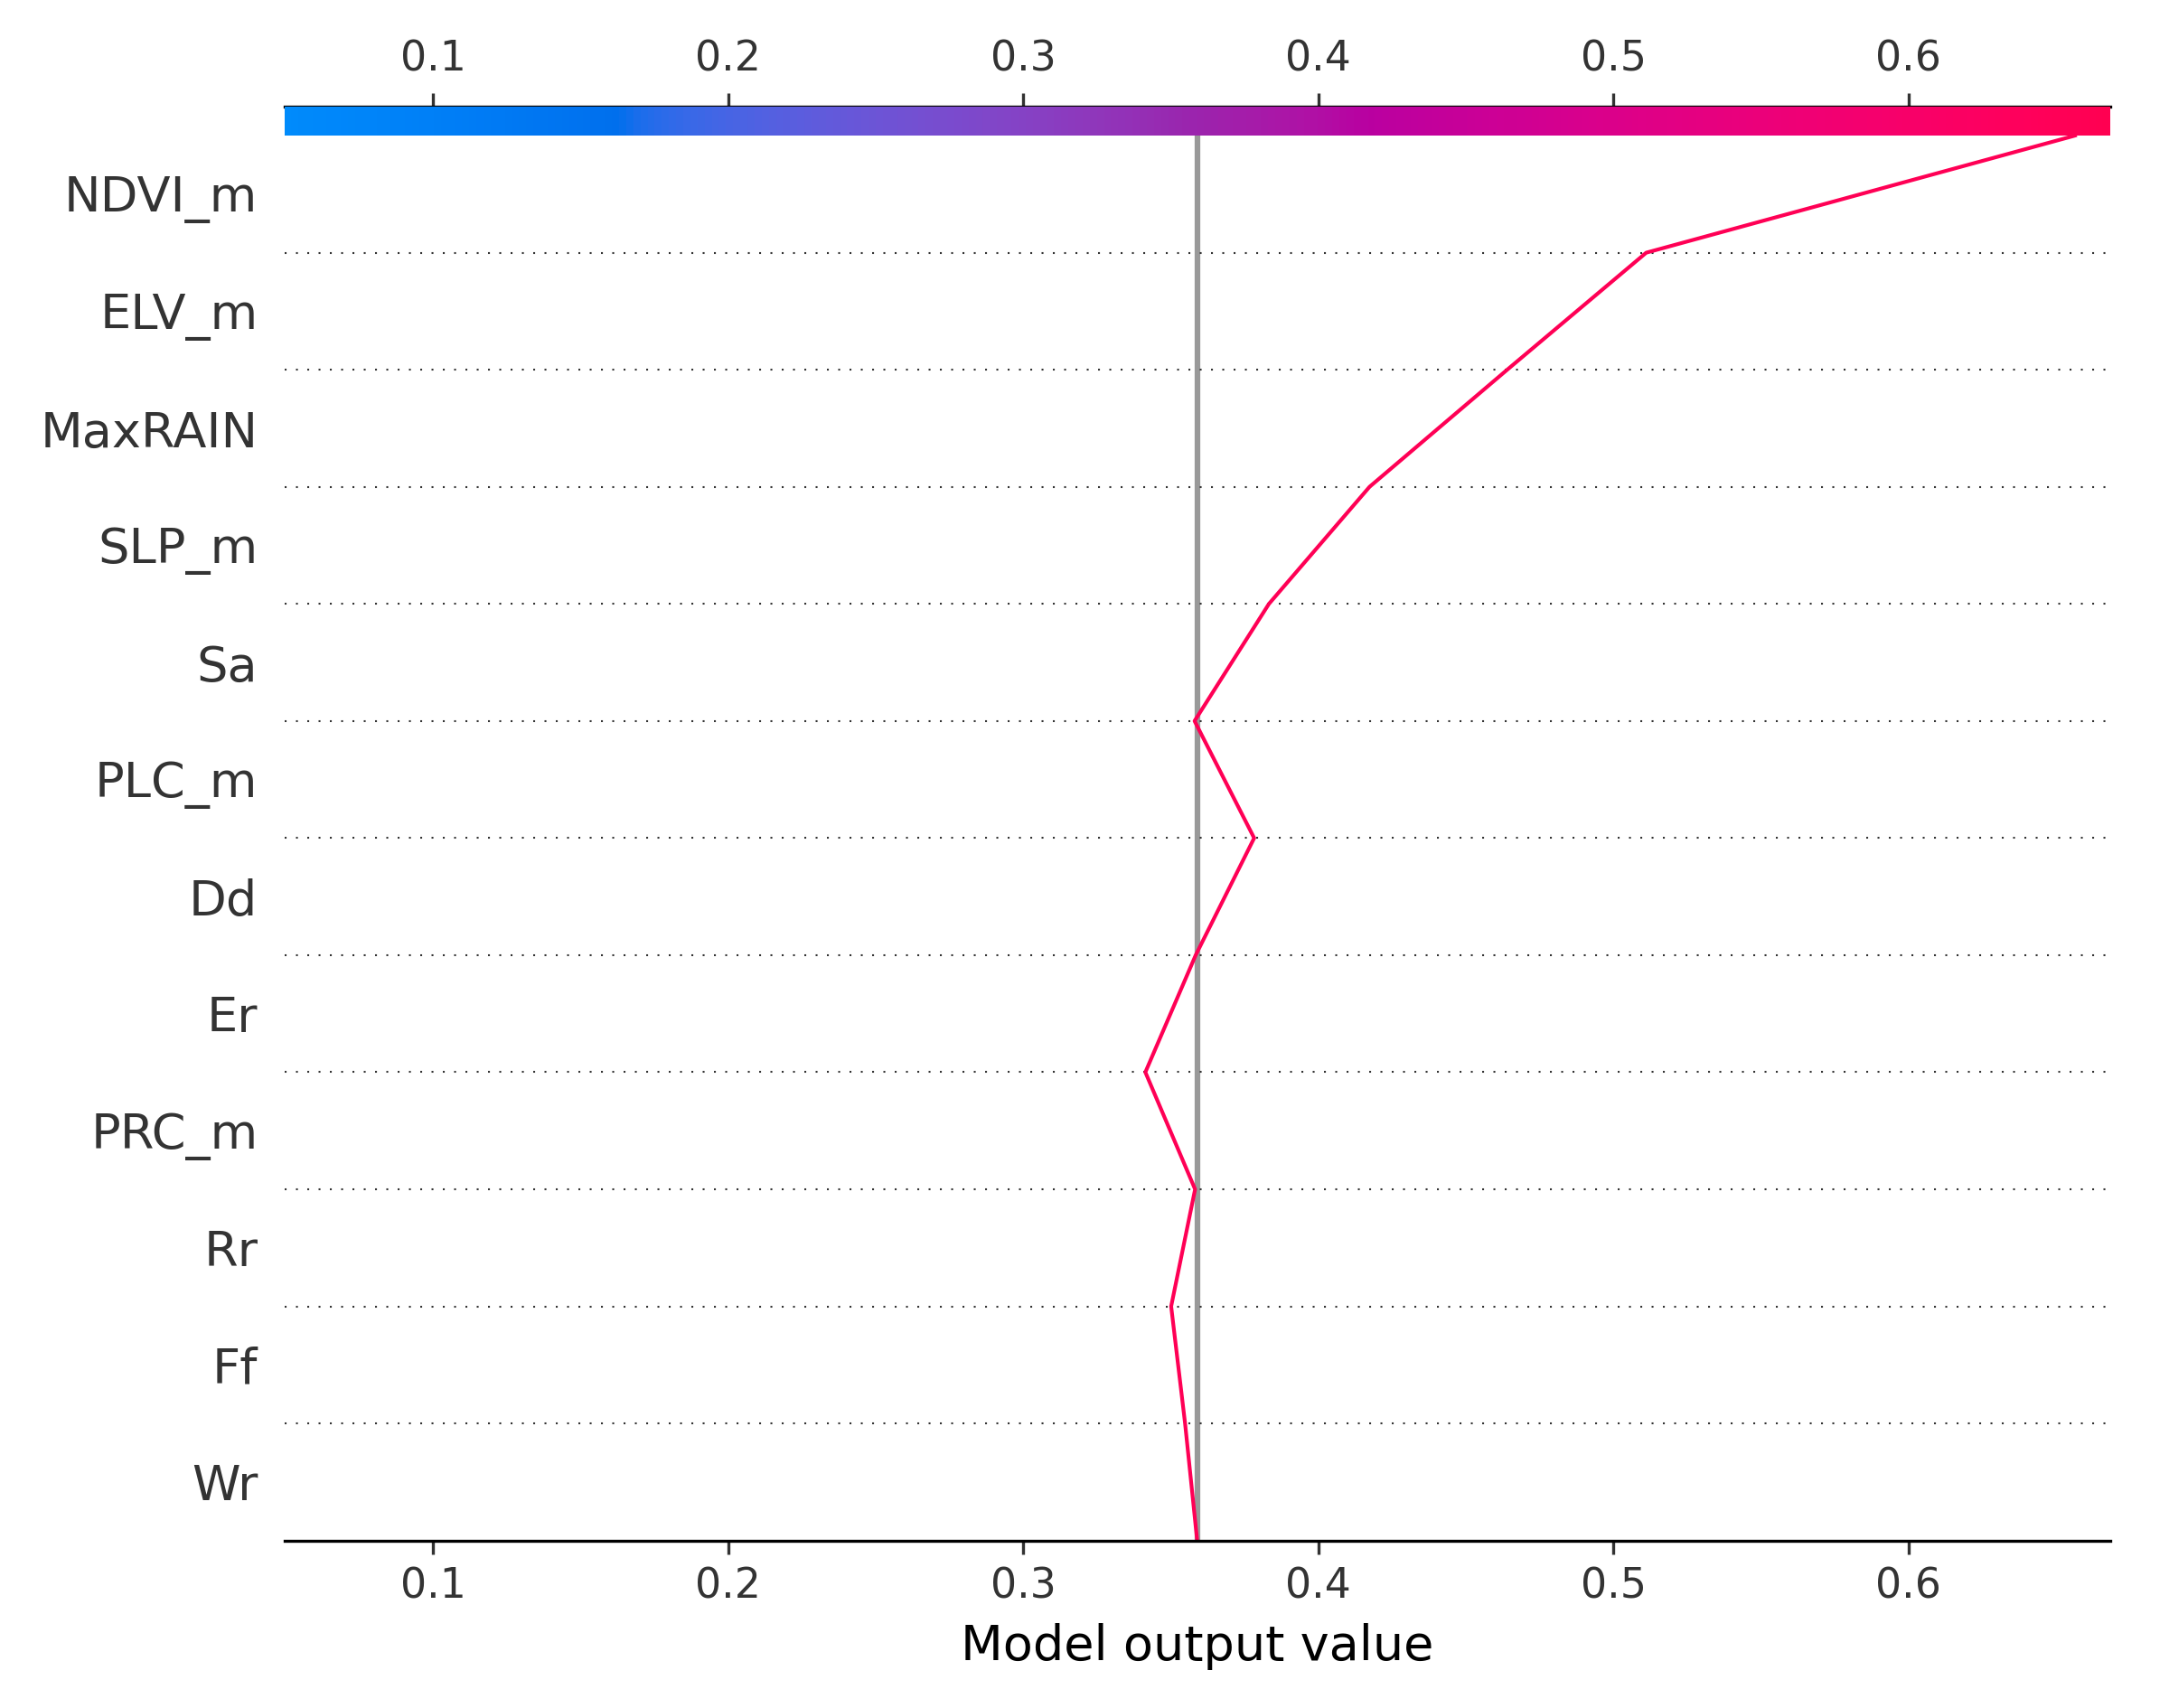 0.1 0.2 0.3 0.4 0.5 0.6
NDVI_m
ELV_m
MaxRAIN
SLP_m
Sa
PLC_m
Dd
Er
PRC_m
Rr
Ff
Wr
0.1 0.2 0.3 0.4 0.5 0.6
Model output value